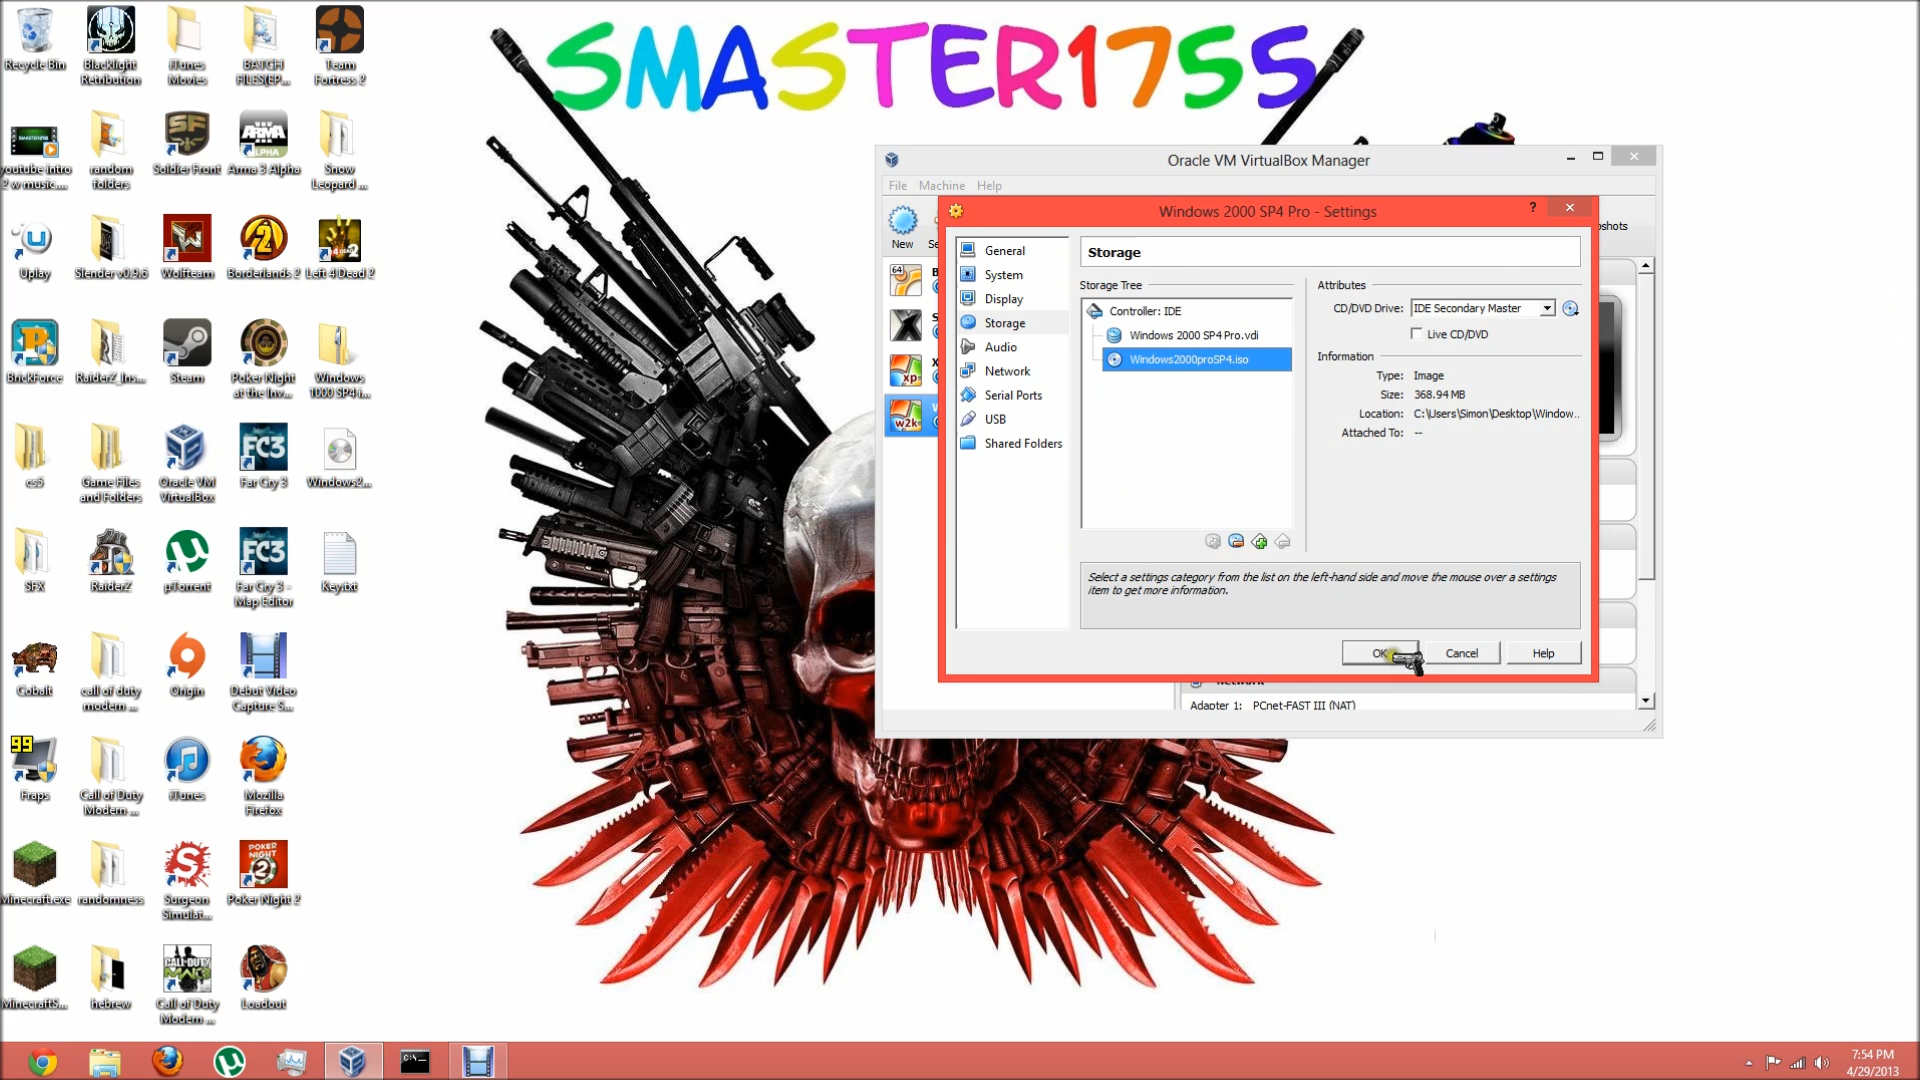 SMASTER1755
Recycle Bin
Blacklight
Retribution
iTunes
Movies
BATCH
FILES(EP...
Team
Fortress 2
youtube intro
2 w music....
random
folders
Soldier Front
Arma 3 Alpha
Snow
Leopard ...
Uplay
Slender v0.9.6
Wolfteam
Borderlands 2
Left 4 Dead 2
BrickForce
RaiderZ_Ins...
Steam
Poker Night
at the Inv...
Windows
1000 SP4 i...
cs5
Game Files
and Folders
Oracle VM
VirtualBox
Far Cry 3
Windows2...
SFX
RaiderZ
µTorrent
Far Cry 3 -
Map Editor
Key.txt
Cobalt
call of duty
modern ...
Origin
Debut Video
Capture S...
Fraps
Call of Duty
Modern ...
iTunes
Mozilla
Firefox
Minecraft.exe
randomness
Surgeon
Simulat...
Poker Night 2
MinecraftS...
hebrew
Call of Duty
Modern ...
Loadout
Oracle VM VirtualBox Manager
File Machine Help
New
Windows 2000 SP4 Pro - Settings
General
System
Display
Storage
Audio
Network
Serial Ports
USB
Shared Folders
Storage
Storage Tree
Controller: IDE
Windows 2000 SP4 Pro.vdi
Windows2000proSP4.iso
Attributes
CD/DVD Drive: IDE Secondary Master
Live CD/DVD
Information
Type: Image
Size: 368.94 MB
Location: C:\Users\Simon\Desktop\Window...
Attached To: --
Select a settings category from the list on the left-hand side and move the mouse over a settings
item to get more information.
OK Cancel Help
Network
Adapter 1: PCnet-FAST III (NAT)
7:54 PM
4/29/2013